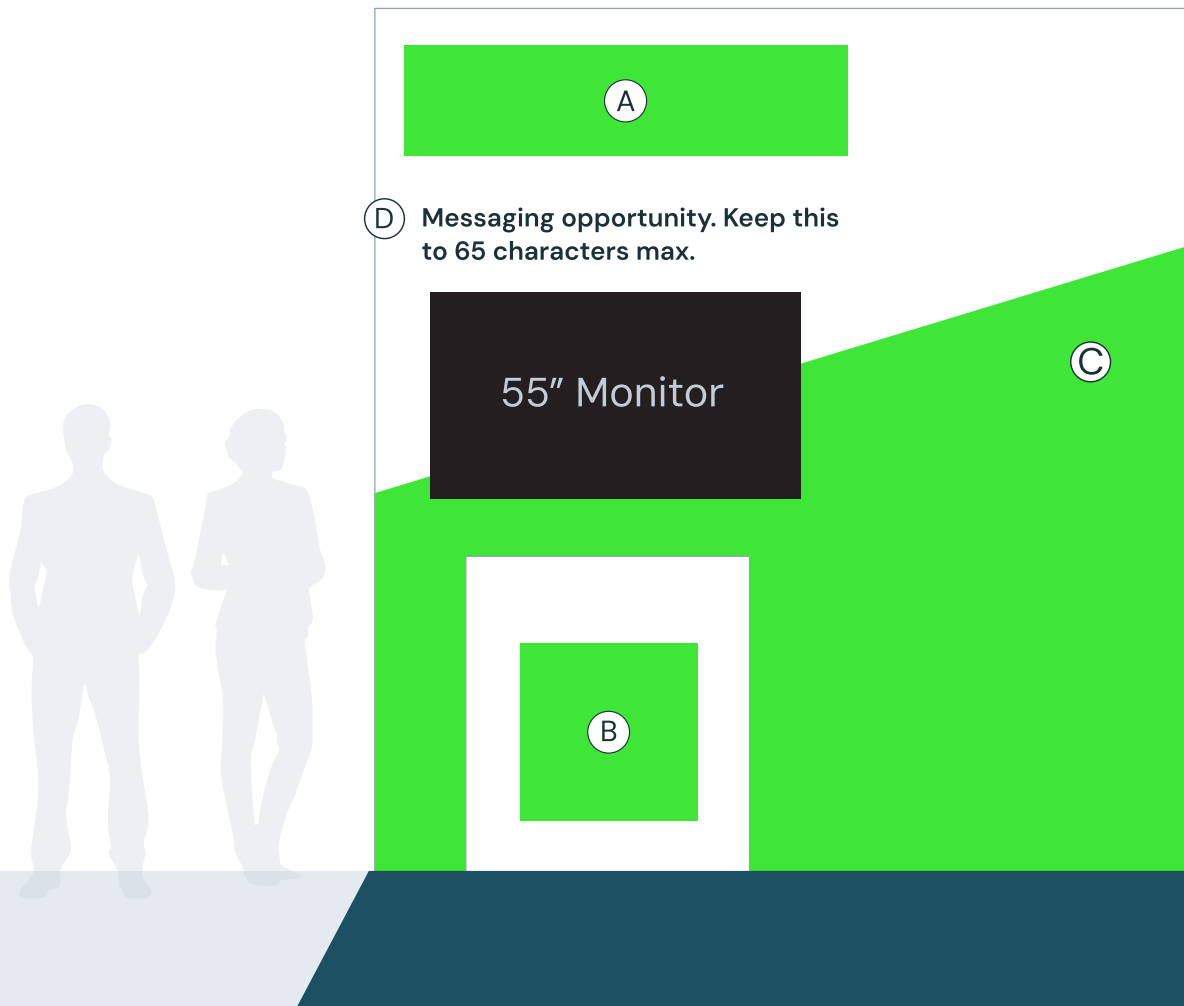 A
D
Messaging opportunity. Keep this
to 65 characters max.
C
55” Monitor
B